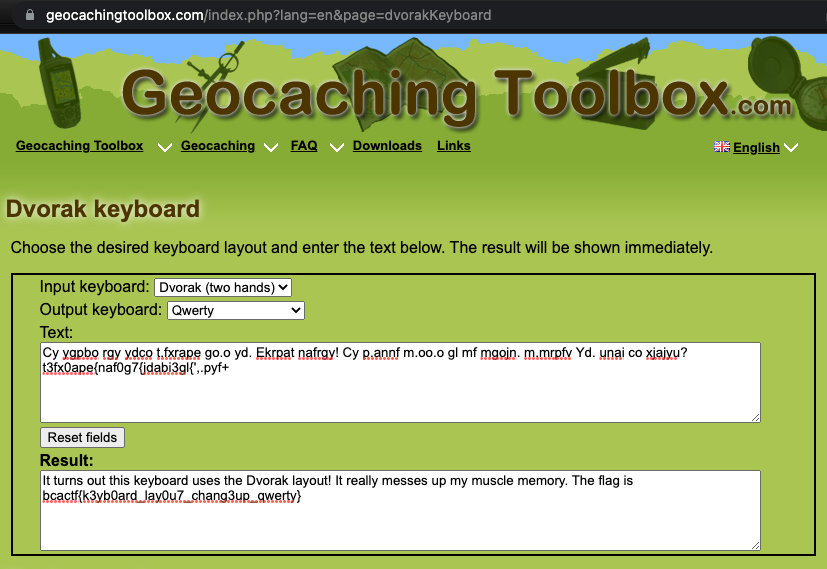 geocachingtoolbox.com/index.php?lang=en&page=dvorakKeyboard
Geocaching Toolbox.com
Geocaching Toolbox Geocaching FAQ Downloads Links English
Dvorak keyboard
Choose the desired keyboard layout and enter the text below. The result will be shown immediately.
Input keyboard: Dvorak (two hands)
Output keyboard: Qwerty
Text:
Cy ygpbo rgy ydco t.fxrape go.o yd. Ekrpat nafrgy! Cy p.annf m.oo.o gl mf mgojn. m.mrpfv Yd. unai co xjajyu?
t3fx0ape{naf0g7{jdabi3gl{',.pyf+
Reset fields
Result:
It turns out this keyboard uses the Dvorak layout! It really messes up my muscle memory. The flag is
bcactf{k3yb0ard_lay0u7_chang3up_qwerty}